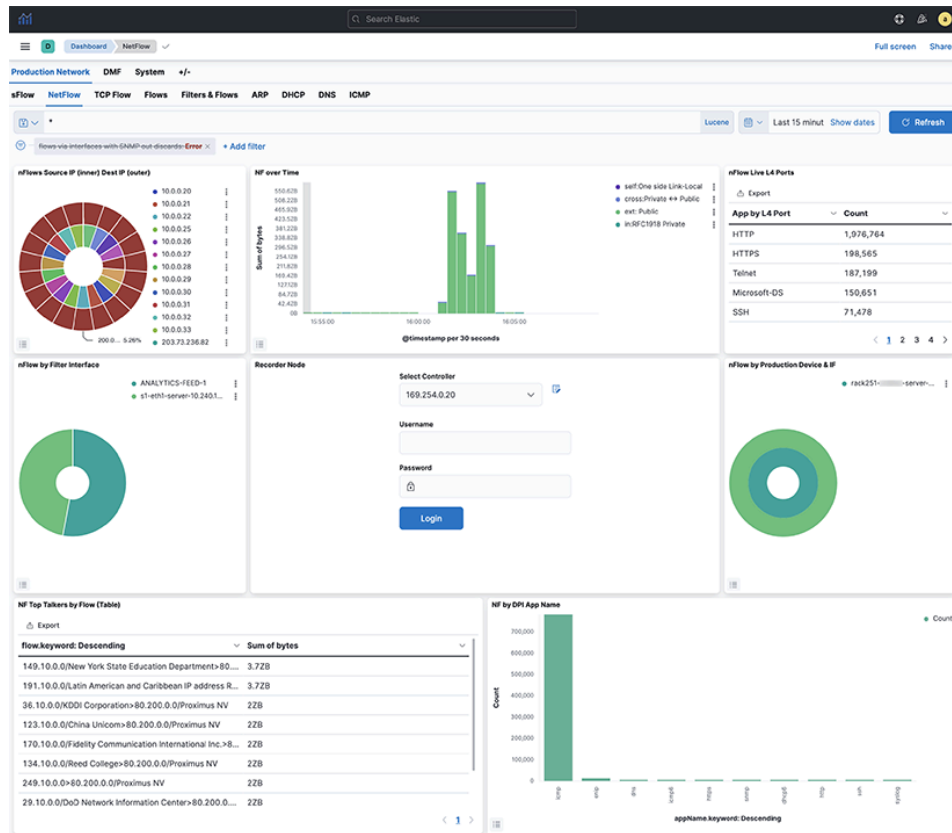 Search Elastic
a
D Dashboard NetFlow
Full screen Share
Production Network DMF System +/-
sFlow NetFlow TCP Flow Flows Filters & Flows ARP DHCP DNS ICMP
* Lucene Last 15 minut Show dates Refresh
flows via interfaces with SNMP out discards: Error × + Add filter
nFlows Source IP (inner) Dest IP (outer)
10.0.0.20
10.0.0.21
10.0.0.22
10.0.0.25
10.0.0.26
10.0.0.27
10.0.0.28
10.0.0.29
10.0.0.30
10.0.0.31
10.0.0.32
10.0.0.33
203.73.236.82
200.0... 5.26%
NF over Time
Sum of bytes
550.62B
508.22B
465.92B
423.52B
381.22B
338.82B
296.52B
254.12B
211.82B
169.42B
127.12B
84.72B
42.42B
0B
15:55:00 16:00:00 16:05:00
@timestamp per 30 seconds
self:One side Link-Local
cross:Private ↔ Public
ext: Public
in:RFC1918 Private
nFlow Live L4 Ports
Export
App by L4 Port Count
HTTP 1,976,764
HTTPS 198,565
Telnet 187,199
Microsoft-DS 150,651
SSH 71,478
1 2 3 4
nFlow by Filter Interface
ANALYTICS-FEED-1
s1-eth1-server-10.240.1...
Recorder Node
Select Controller
169.254.0.20
Username
Password
Login
nFlow by Production Device & IF
rack251- -server-...
NF Top Talkers by Flow (Table)
Export
flow.keyword: Descending Sum of bytes
149.10.0.0/New York State Education Department>80.... 3.7ZB
191.10.0.0/Latin American and Caribbean IP address R... 3.7ZB
36.10.0.0/KDDI Corporation>80.200.0.0/Proximus NV 2ZB
123.10.0.0/China Unicom>80.200.0.0/Proximus NV 2ZB
170.10.0.0/Fidelity Communication International Inc.>8... 2ZB
134.10.0.0/Reed College>80.200.0.0/Proximus NV 2ZB
249.10.0.0>80.200.0.0/Proximus NV 2ZB
29.10.0.0/DoD Network Information Center>80.200.0.... 2ZB
1
NF by DPI App Name
Count
Count
700,000
600,000
500,000
400,000
300,000
200,000
100,000
0
icmp
dns
icmp6
https
snmp
dhcp6
http
ssh
syslog
appName.keyword: Descending